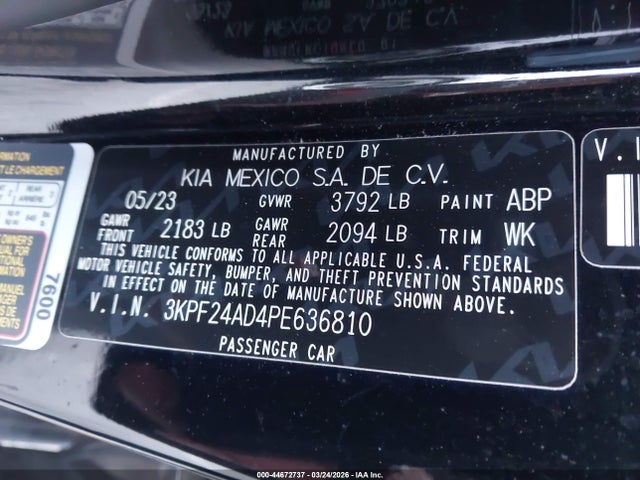 MANUFACTURED BY
KIA MEXICO S.A. DE C.V.
05/23 GVWR 3792 LB PAINT ABP
GAWR FRONT 2183 LB GAWR REAR 2094 LB TRIM WK
THIS VEHICLE CONFORMS TO ALL APPLICABLE U.S.A. FEDERAL
MOTOR VEHICLE SAFETY, BUMPER, AND THEFT PREVENTION STANDARDS
IN EFFECT ON THE DATE OF MANUFACTURE SHOWN ABOVE.
V.I.N. 3KPF24AD4PE636810
PASSENGER CAR
7600
V.I
KIA MEXICO S.A. DE C.V.
000-44672737 - 03/24/2026 - IAA Inc.